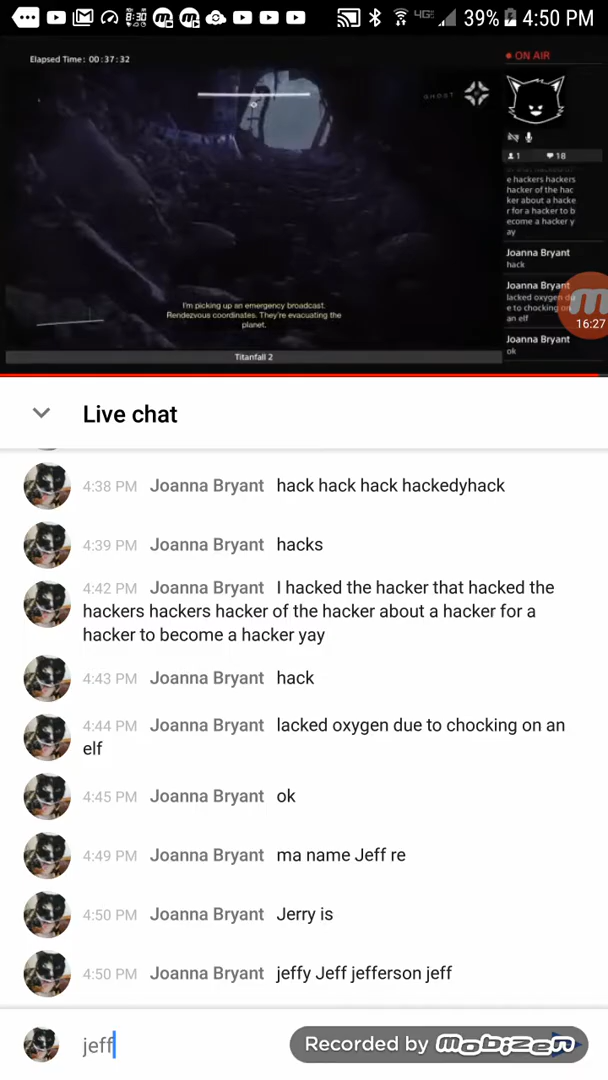 8:30
4GE
39% 4:50 PM
Elapsed Time: 00:37:32
ON AIR
GHOST
1 18
e hackers hackers
hacker of the hac
ker about a hacke
r for a hacker to b
ecome a hacker y
ay
Joanna Bryant
hack
Joanna Bryant
lacked oxygen du
e to chocking on
an elf
16:27
Joanna Bryant
ok
I'm picking up an emergency broadcast.
Rendezvous coordinates. They're evacuating the
planet.
Titanfall 2
Live chat
4:38 PM Joanna Bryant hack hack hack hackedyhack
4:39 PM Joanna Bryant hacks
4:42 PM Joanna Bryant I hacked the hacker that hacked the
hackers hackers hacker of the hacker about a hacker for a
hacker to become a hacker yay
4:43 PM Joanna Bryant hack
4:44 PM Joanna Bryant lacked oxygen due to chocking on an
elf
4:45 PM Joanna Bryant ok
4:49 PM Joanna Bryant ma name Jeff re
4:50 PM Joanna Bryant Jerry is
4:50 PM Joanna Bryant jeffy Jeff jefferson jeff
jeff
Recorded by mobizen